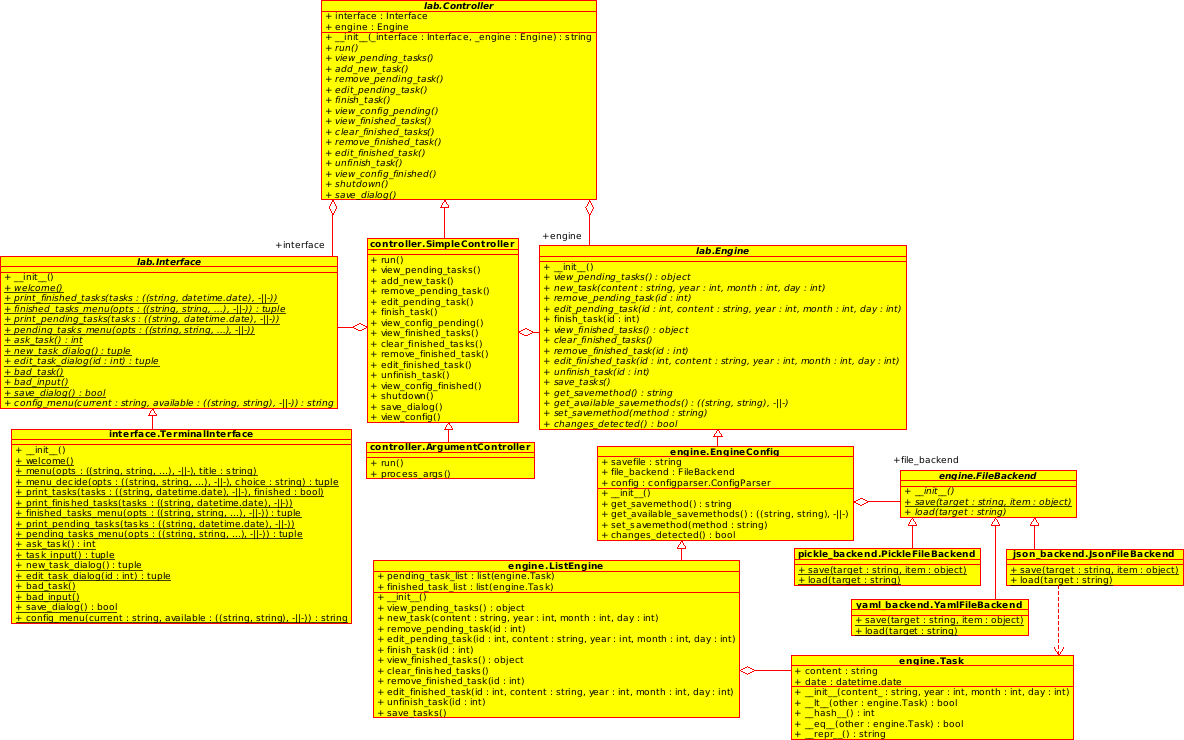 lab.Controller
+ interface : Interface
+ engine : Engine
+ __init__(_interface : Interface, _engine : Engine) : string
+ run()
+ view_pending_tasks()
+ add_new_task()
+ remove_pending_task()
+ edit_pending_task()
+ finish_task()
+ view_config_pending()
+ view_finished_tasks()
+ clear_finished_tasks()
+ remove_finished_task()
+ edit_finished_task()
+ unfinish_task()
+ view_config_finished()
+ shutdown()
+ save_dialog()
+interface
+engine
lab.Interface
+ __init__()
+ welcome()
+ print_finished_tasks(tasks : ((string, datetime.date), -||-))
+ finished_tasks_menu(opts : ((string, string, ...), -||-)) : tuple
+ print_pending_tasks(tasks : ((string, datetime.date), -||-))
+ pending_tasks_menu(opts : ((string, string, ...), -||-))
+ ask_task() : int
+ new_task_dialog() : tuple
+ edit_task_dialog(id : int) : tuple
+ bad_task()
+ bad_input()
+ save_dialog() : bool
+ config_menu(current : string, available : ((string, string), -||-)) : string
controller.SimpleController
+ run()
+ view_pending_tasks()
+ add_new_task()
+ remove_pending_task()
+ edit_pending_task()
+ finish_task()
+ view_config_pending()
+ view_finished_tasks()
+ clear_finished_tasks()
+ remove_finished_task()
+ edit_finished_task()
+ unfinish_task()
+ view_config_finished()
+ shutdown()
+ save_dialog()
+ view_config()
lab.Engine
+ __init__()
+ view_pending_tasks() : object
+ new_task(content : string, year : int, month : int, day : int)
+ remove_pending_task(id : int)
+ edit_pending_task(id : int, content : string, year : int, month : int, day : int)
+ finish_task(id : int)
+ view_finished_tasks() : object
+ clear_finished_tasks()
+ remove_finished_task(id : int)
+ edit_finished_task(id : int, content : string, year : int, month : int, day : int)
+ unfinish_task(id : int)
+ save_tasks()
+ get_savemethod() : string
+ get_available_savemethods() : ((string, string), -||-)
+ set_savemethod(method : string)
+ changes_detected() : bool
interface.TerminalInterface
+ __init__()
+ welcome()
+ menu(opts : ((string, string, ...), -||-), title : string)
+ menu_decide(opts : ((string, string, ...), -||-), choice : string) : tuple
+ print_tasks(tasks : ((string, datetime.date), -||-), finished : bool)
+ print_finished_tasks(tasks : ((string, datetime.date), -||-))
+ finished_tasks_menu(opts : ((string, string, ...), -||-)) : tuple
+ print_pending_tasks(tasks : ((string, datetime.date), -||-))
+ pending_tasks_menu(opts : ((string, string, ...), -||-)) : tuple
+ ask_task() : int
+ task_input() : tuple
+ new_task_dialog() : tuple
+ edit_task_dialog(id : int) : tuple
+ bad_task()
+ bad_input()
+ save_dialog() : bool
+ config_menu(current : string, available : ((string, string), -||-)) : string
controller.ArgumentController
+ run()
+ process_args()
engine.EngineConfig
+ savefile : string
+ file_backend : FileBackend
+ config : configparser.ConfigParser
+ __init__()
+ get_savemethod() : string
+ get_available_savemethods() : ((string, string), -||-)
+ set_savemethod(method : string)
+ changes_detected() : bool
+file_backend
engine.FileBackend
+ __init__()
+ save(target : string, item : object)
+ load(target : string)
pickle_backend.PickleFileBackend
+ save(target : string, item : object)
+ load(target : string)
json_backend.JsonFileBackend
+ save(target : string, item : object)
+ load(target : string)
yaml_backend.YamlFileBackend
+ save(target : string, item : object)
+ load(target : string)
engine.ListEngine
+ pending_task_list : list(engine.Task)
+ finished_task_list : list(engine.Task)
+ __init__()
+ view_pending_tasks() : object
+ new_task(content : string, year : int, month : int, day : int)
+ remove_pending_task(id : int)
+ edit_pending_task(id : int, content : string, year : int, month : int, day : int)
+ finish_task(id : int)
+ view_finished_tasks() : object
+ clear_finished_tasks()
+ remove_finished_task(id : int)
+ edit_finished_task(id : int, content : string, year : int, month : int, day : int)
+ unfinish_task(id : int)
+ save_tasks()
engine.Task
+ content : string
+ date : datetime.date
+ __init__(content_ : string, year : int, month : int, day : int)
+ __lt__(other : engine.Task) : bool
+ __hash__() : int
+ __eq__(other : engine.Task) : bool
+ __repr__() : string